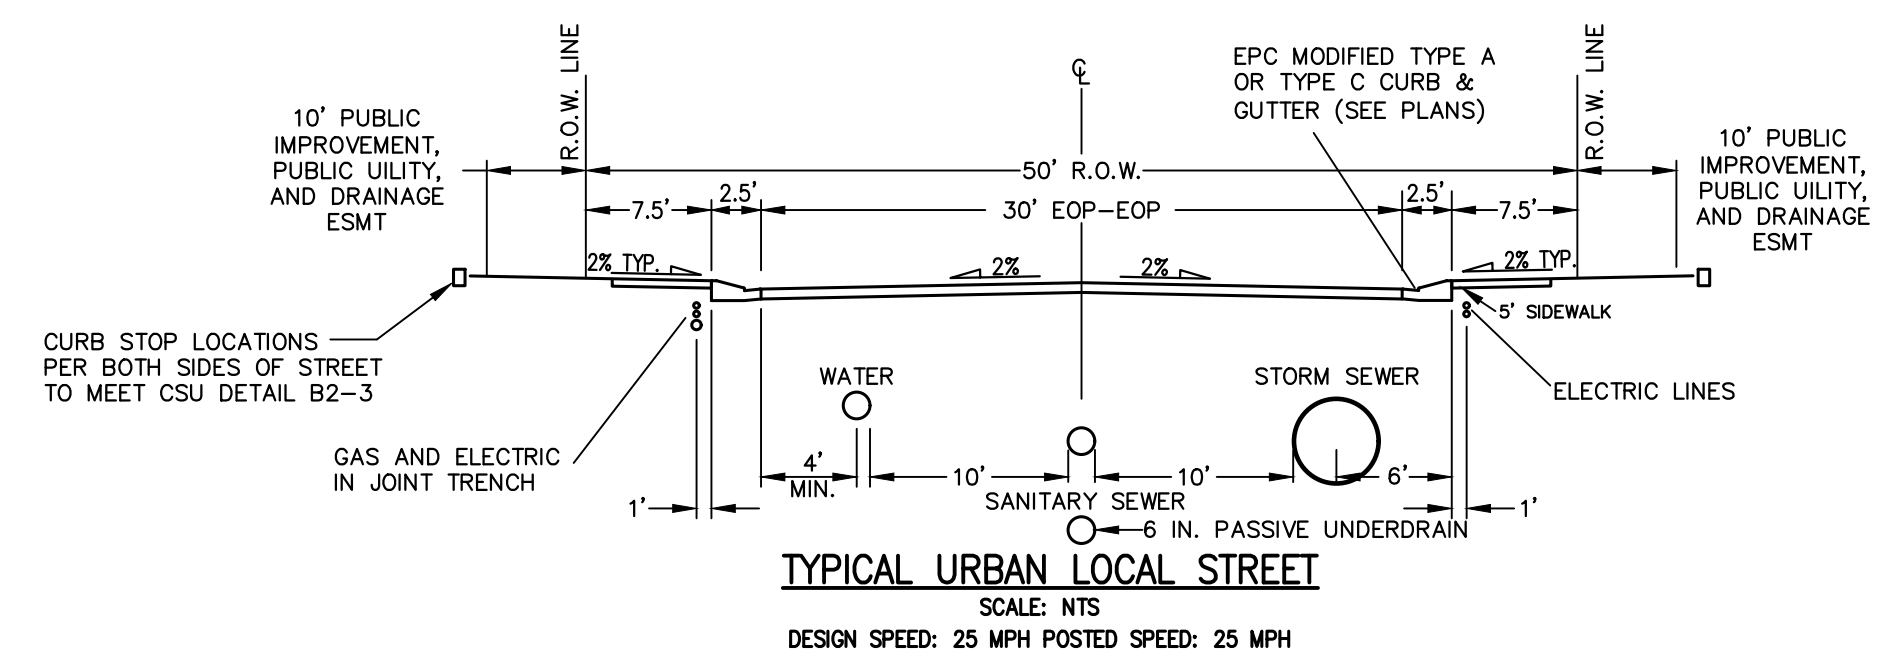 10' PUBLIC
IMPROVEMENT,
PUBLIC UILITY,
AND DRAINAGE
ESMT
R.O.W. LINE
℄
EPC MODIFIED TYPE A
OR TYPE C CURB &
GUTTER (SEE PLANS)
R.O.W. LINE
10' PUBLIC
IMPROVEMENT,
PUBLIC UILITY,
AND DRAINAGE
ESMT
50' R.O.W.
7.5'
2.5'
30' EOP-EOP
2.5'
7.5'
2% TYP.
2%
2%
2% TYP.
5' SIDEWALK
CURB STOP LOCATIONS
PER BOTH SIDES OF STREET
TO MEET CSU DETAIL B2-3
WATER
STORM SEWER
ELECTRIC LINES
GAS AND ELECTRIC
IN JOINT TRENCH
4'
MIN.
10'
10'
6'
SANITARY SEWER
1'
1'
6 IN. PASSIVE UNDERDRAIN
TYPICAL URBAN LOCAL STREET
SCALE: NTS
DESIGN SPEED: 25 MPH POSTED SPEED: 25 MPH